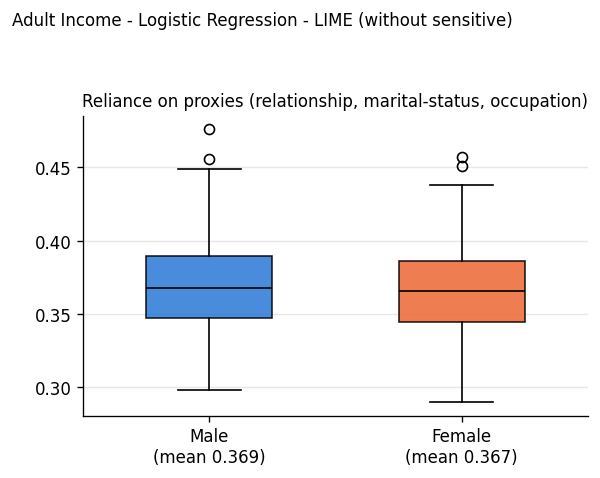 Adult Income - Logistic Regression - LIME (without sensitive)
Reliance on proxies (relationship, marital-status, occupation)
0.45
0.40
0.35
0.30
Male
(mean 0.369)
Female
(mean 0.367)